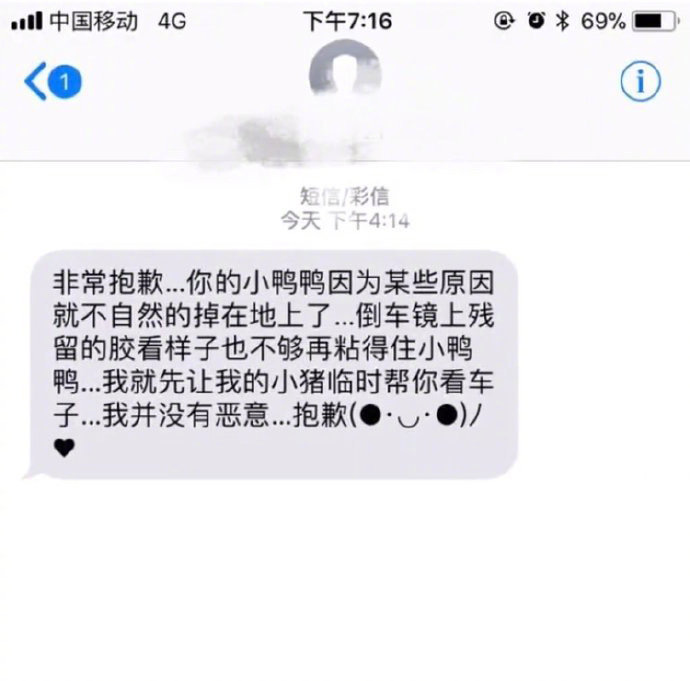 中国移动 4G 下午7:16 69%
1
短信/彩信
今天 下午4:14
非常抱歉...你的小鸭鸭因为某些原因
就不自然的掉在地上了...倒车镜上残
留的胶看样子也不够再粘得住小鸭
鸭...我就先让我的小猪临时帮你看车
子...我并没有恶意...抱歉(●·◡·●)ﾉ
♥